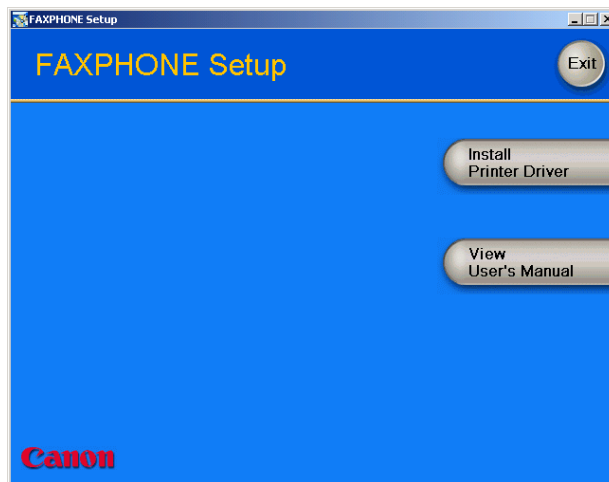 FAXPHONE Setup
FAXPHONE Setup
Exit
Install
Printer Driver
View
User's Manual
Canon